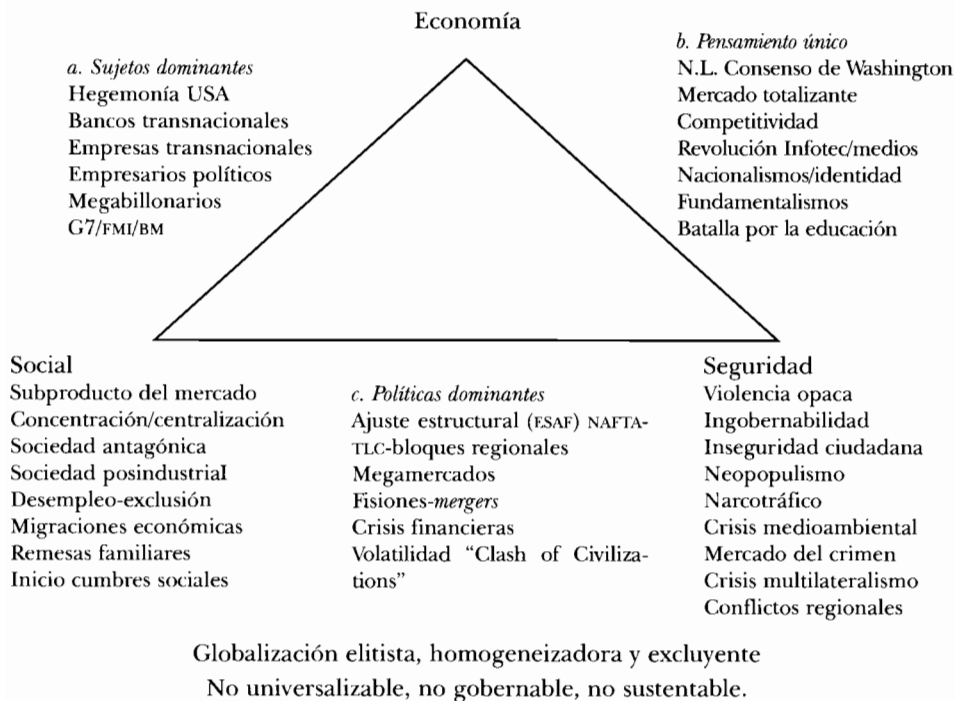 Economía
a. Sujetos dominantes
Hegemonía USA
Bancos transnacionales
Empresas transnacionales
Empresarios políticos
Megabillonarios
G7/FMI/BM
b. Pensamiento único
N.L. Consenso de Washington
Mercado totalizante
Competitividad
Revolución Infotec/medios
Nacionalismos/identidad
Fundamentalismos
Batalla por la educación
Social
Subproducto del mercado
Concentración/centralización
Sociedad antagónica
Sociedad posindustrial
Desempleo-exclusión
Migraciones económicas
Remesas familiares
Inicio cumbres sociales
c. Políticas dominantes
Ajuste estructural (ESAF) NAFTA-
TLC-bloques regionales
Megamercados
Fisiones-mergers
Crisis financieras
Volatilidad “Clash of Civiliza-
tions”
Seguridad
Violencia opaca
Ingobernabilidad
Inseguridad ciudadana
Neopopulismo
Narcotráfico
Crisis medioambiental
Mercado del crimen
Crisis multilateralismo
Conflictos regionales
Globalización elitista, homogeneizadora y excluyente
No universalizable, no gobernable, no sustentable.